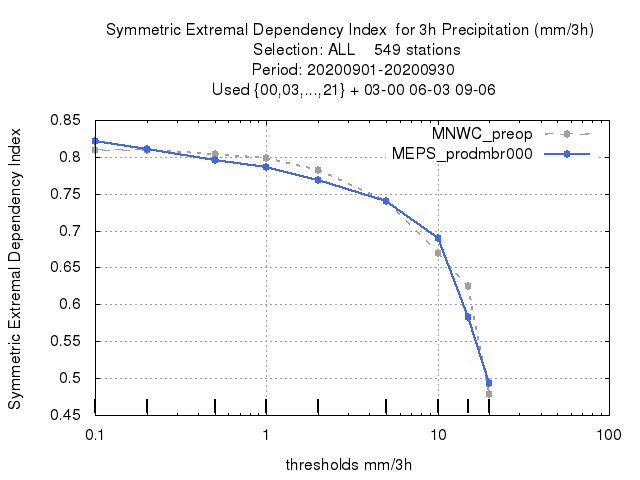 Symmetric Extremal Dependency Index  for 3h Precipitation (mm/3h)
Selection: ALL    549 stations
Period: 20200901-20200930
Used {00,03,...,21} + 03-00 06-03 09-06
Symmetric Extremal Dependency Index
0.85
0.8
0.75
0.7
0.65
0.6
0.55
0.5
0.45
MNWC_preop
MEPS_prodmbr000
0.1
1
10
100
thresholds mm/3h